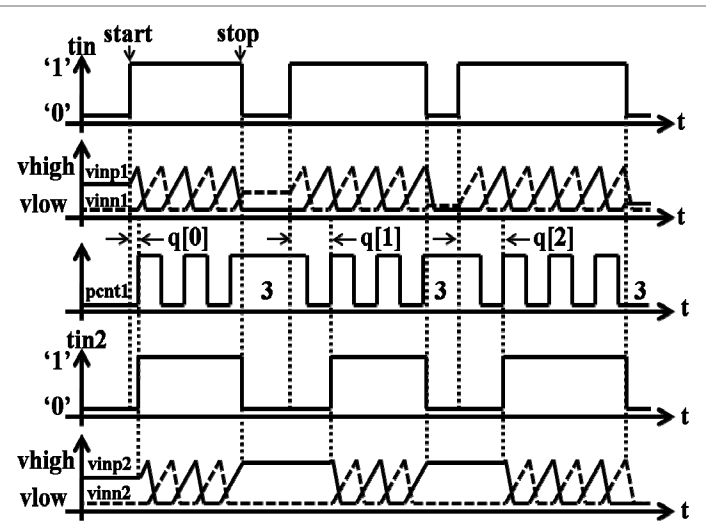 start stop
tin
‘1’
‘0’
t
vhigh vinp1
vlow vinn1
t
q[0] q[1] q[2]
pcnt1 3 3 3
t
tin2
‘1’
‘0’
t
vhigh vinp2
vlow vinn2
t